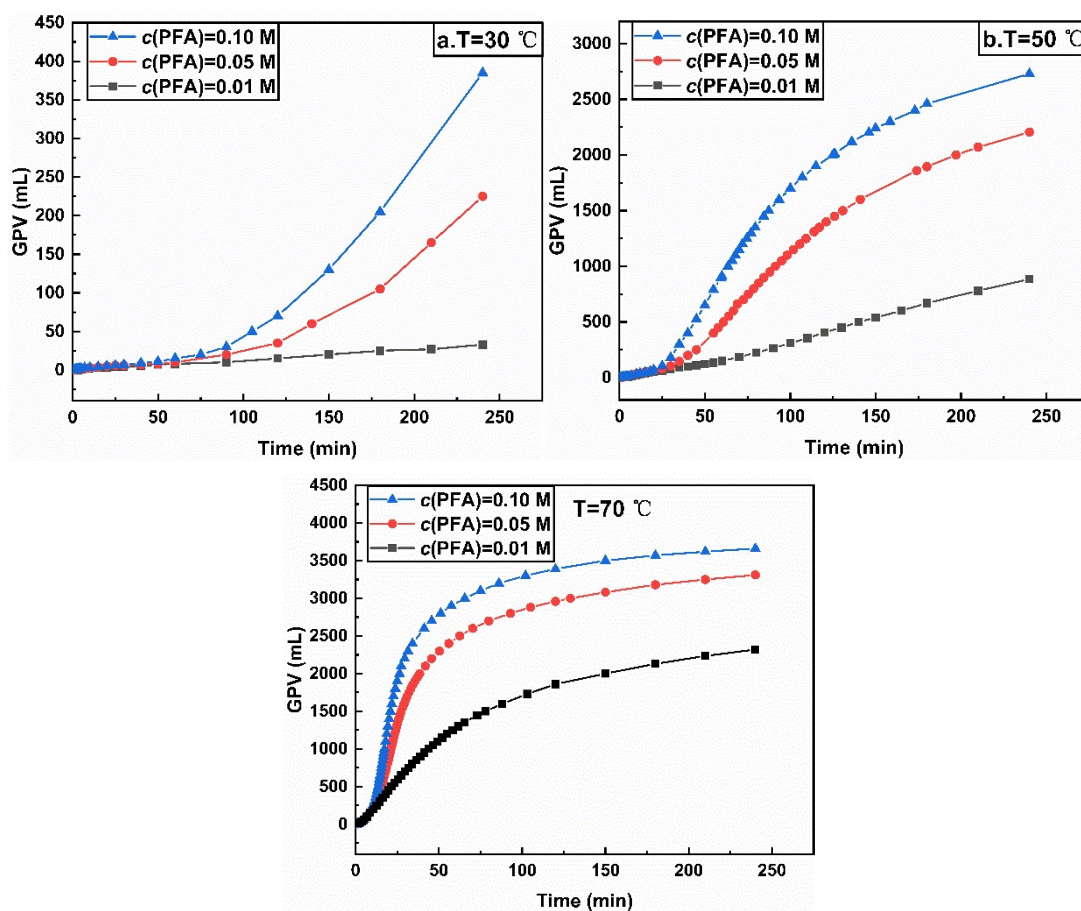 450
400
350
300
250
200
150
100
50
0
GPV (mL)
c(PFA)=0.10 M
c(PFA)=0.05 M
c(PFA)=0.01 M
a.T=30 ℃
0 50 100 150 200 250
Time (min)
3000
2500
2000
1500
1000
500
0
GPV (mL)
c(PFA)=0.10 M
c(PFA)=0.05 M
c(PFA)=0.01 M
b.T=50 ℃
0 50 100 150 200 250
Time (min)
4500
4000
3500
3000
2500
2000
1500
1000
500
0
GPV (mL)
c(PFA)=0.10 M
c(PFA)=0.05 M
c(PFA)=0.01 M
T=70 ℃
0 50 100 150 200 250
Time (min)